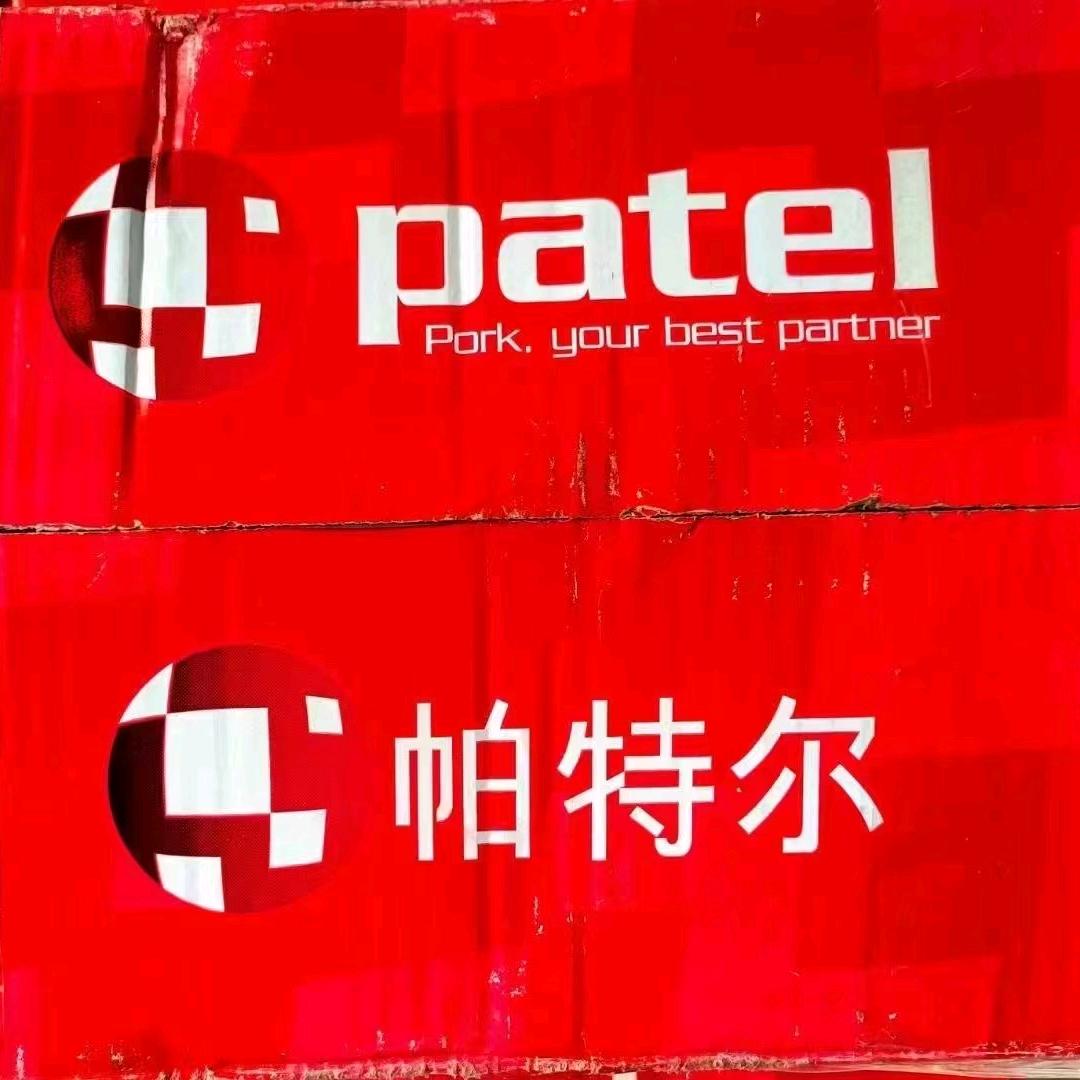 patel
Pork, your best partner
帕特尔